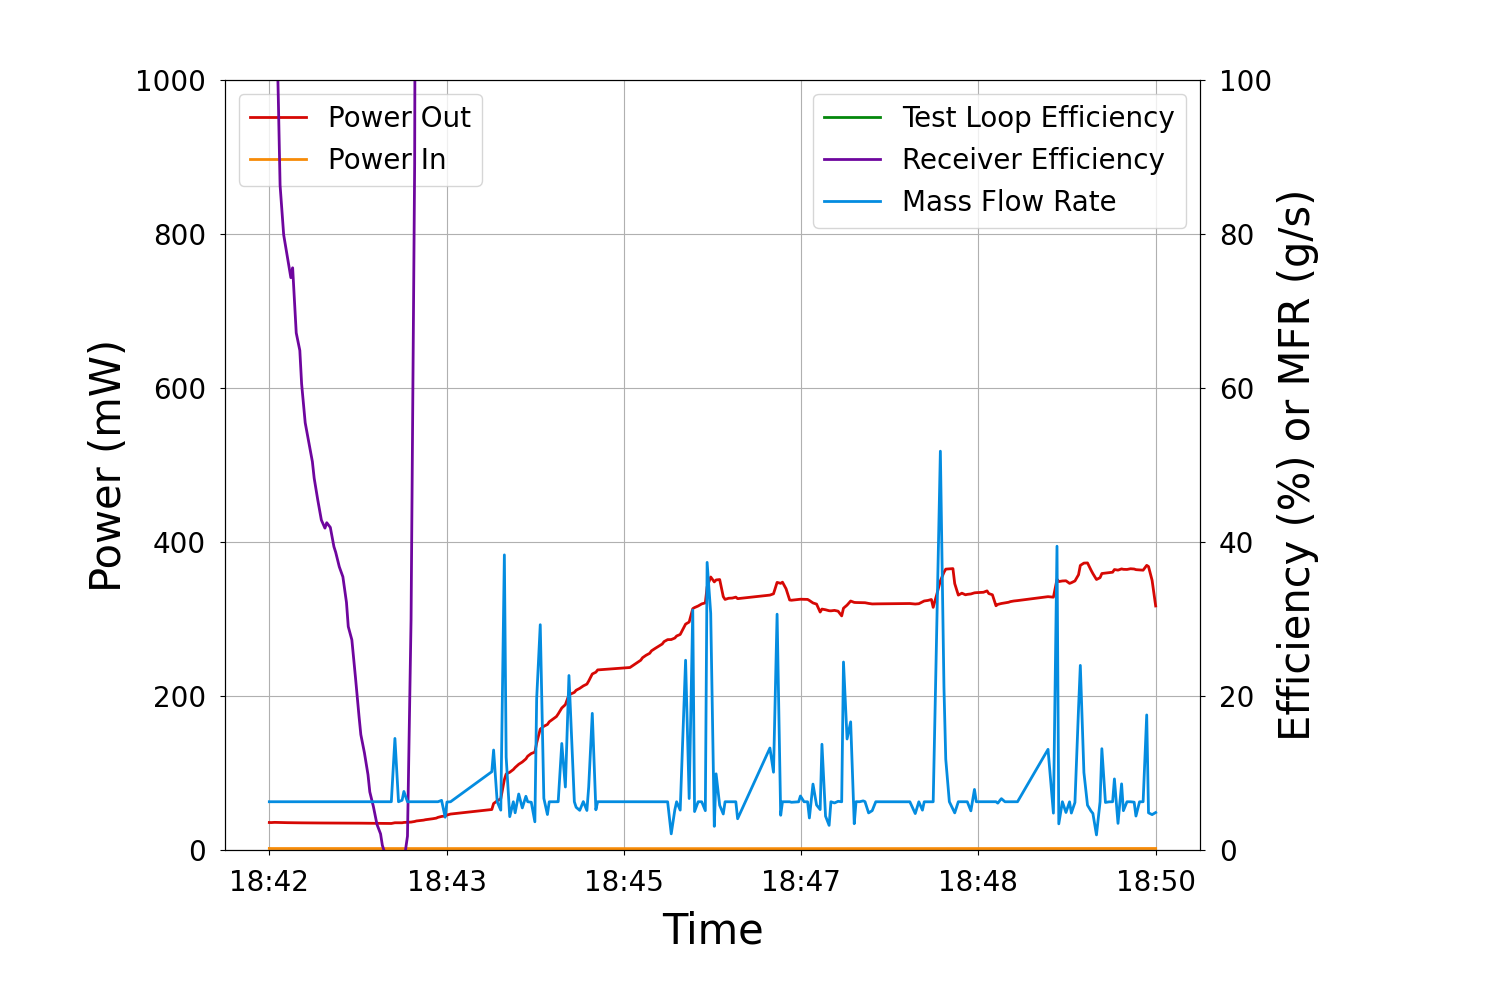 1000
800
600
400
200
0
Power (mW)
Power Out
Power In
Test Loop Efficiency
Receiver Efficiency
Mass Flow Rate
100
80
60
40
20
0
Efficiency (%) or MFR (g/s)
18:42
18:43
18:45
18:47
18:48
18:50
Time